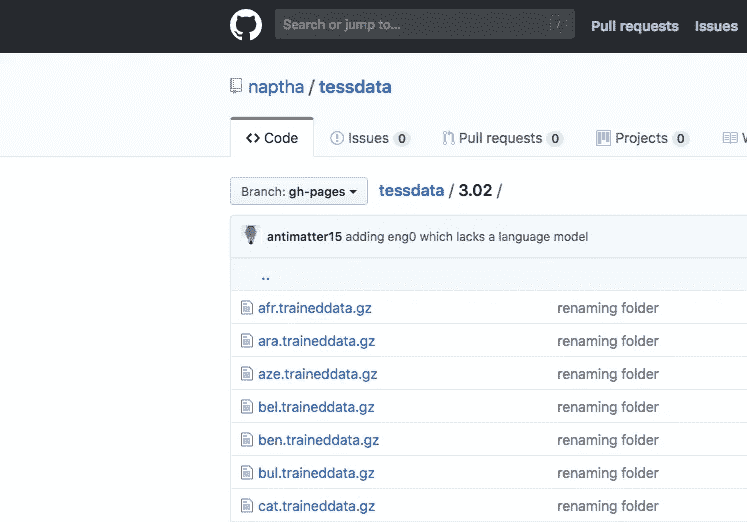 Search or jump to... / Pull requests Issues
naptha / tessdata
<> Code Issues 0 Pull requests 0 Projects 0 W
Branch: gh-pages tessdata / 3.02 /
antimatter15 adding eng0 which lacks a language model
..
afr.traineddata.gz renaming folder
ara.traineddata.gz renaming folder
aze.traineddata.gz renaming folder
bel.traineddata.gz renaming folder
ben.traineddata.gz renaming folder
bul.traineddata.gz renaming folder
cat.traineddata.gz renaming folder